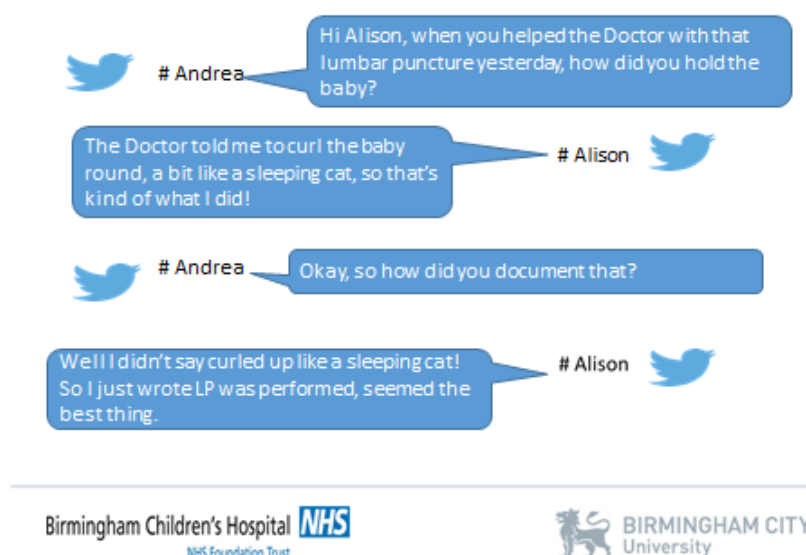 Hi Alison, when you helped the Doctor with that
lumbar puncture yesterday, how did you hold the
baby?
# Andrea
The Doctor told me to curl the baby
round, a bit like a sleeping cat, so that's
kind of what I did!
# Alison
# Andrea
Okay, so how did you document that?
Well I didn't say curled up like a sleeping cat!
So I just wrote LP was performed, seemed the
best thing.
# Alison
Birmingham Children's Hospital NHS
NHS Foundation Trust
BIRMINGHAM CITY
University